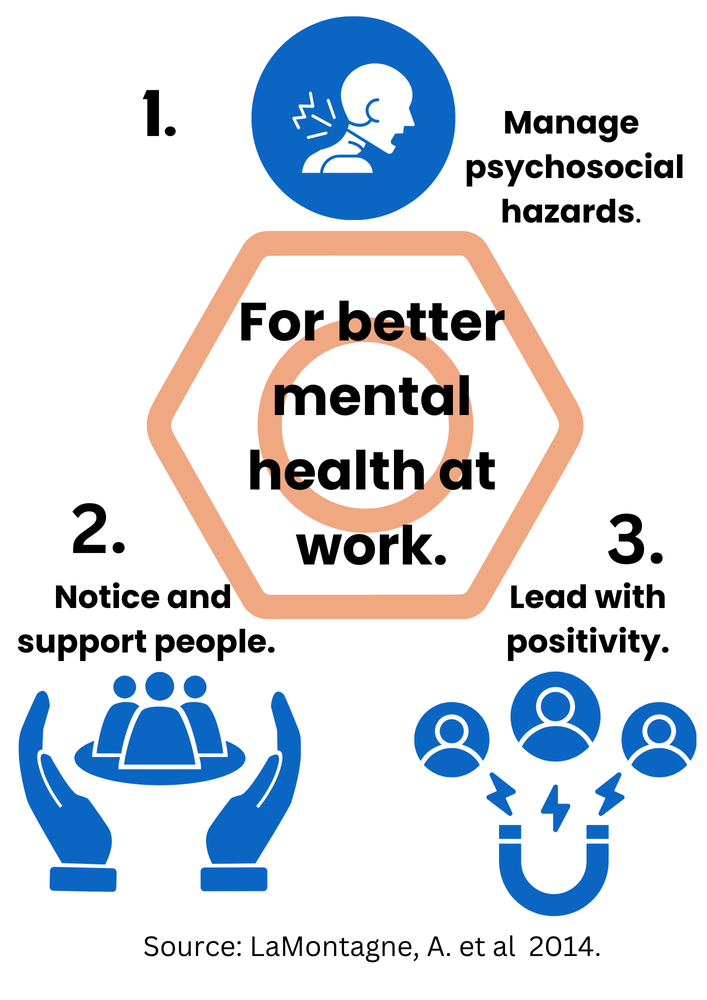 1.
Manage
psychosocial
hazards.
For better
mental
health at
work.
2.
Notice and
support people.
3.
Lead with
positivity.
Source: LaMontagne, A. et al  2014.